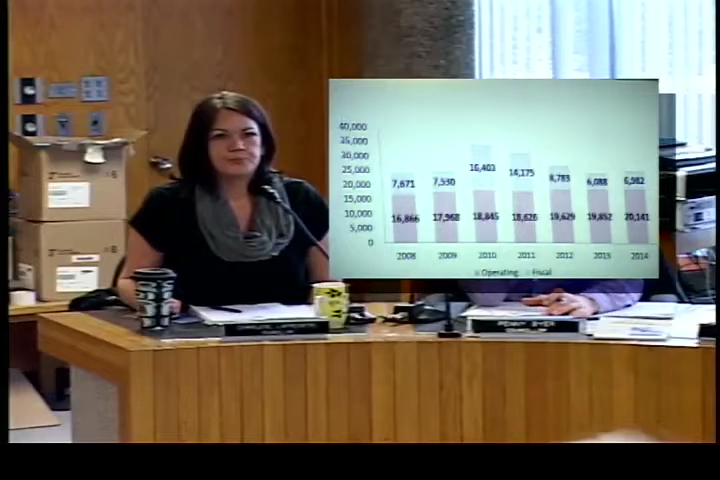 40,000
35,000
30,000
25,000
20,000
15,000
10,000
5,000
0
7,671 7,530 16,403 14,175 8,783 6,088 6,982
16,866 17,968 18,845 18,626 19,629 19,852 20,141
2008 2009 2010 2011 2012 2013 2014
Operating Fiscal
PENNY